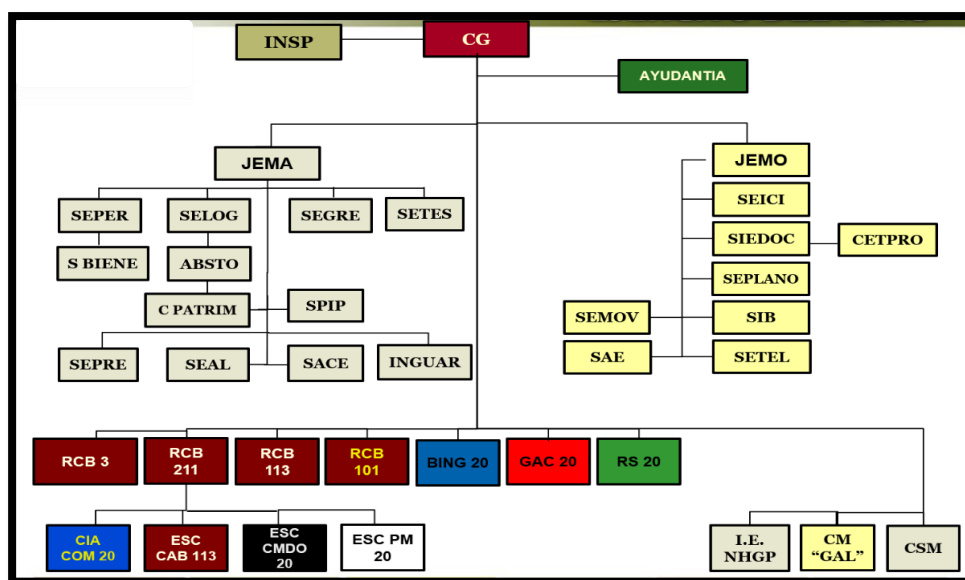 INSP
CG
AYUDANTIA
JEMA
JEMO
SEPER
SELOG
SEGRE
SETES
SEICI
S BIENE
ABSTO
SIEDOC
CETPRO
C PATRIM
SPIP
SEPLANO
SEMOV
SIB
SEPRE
SEAL
SACE
INGUAR
SAE
SETEL
RCB 3
RCB
211
RCB
113
RCB
101
BING 20
GAC 20
RS 20
CIA
COM 20
ESC
CAB 113
ESC
CMDO
20
ESC PM
20
I.E.
NHGP
CM
“GAL”
CSM